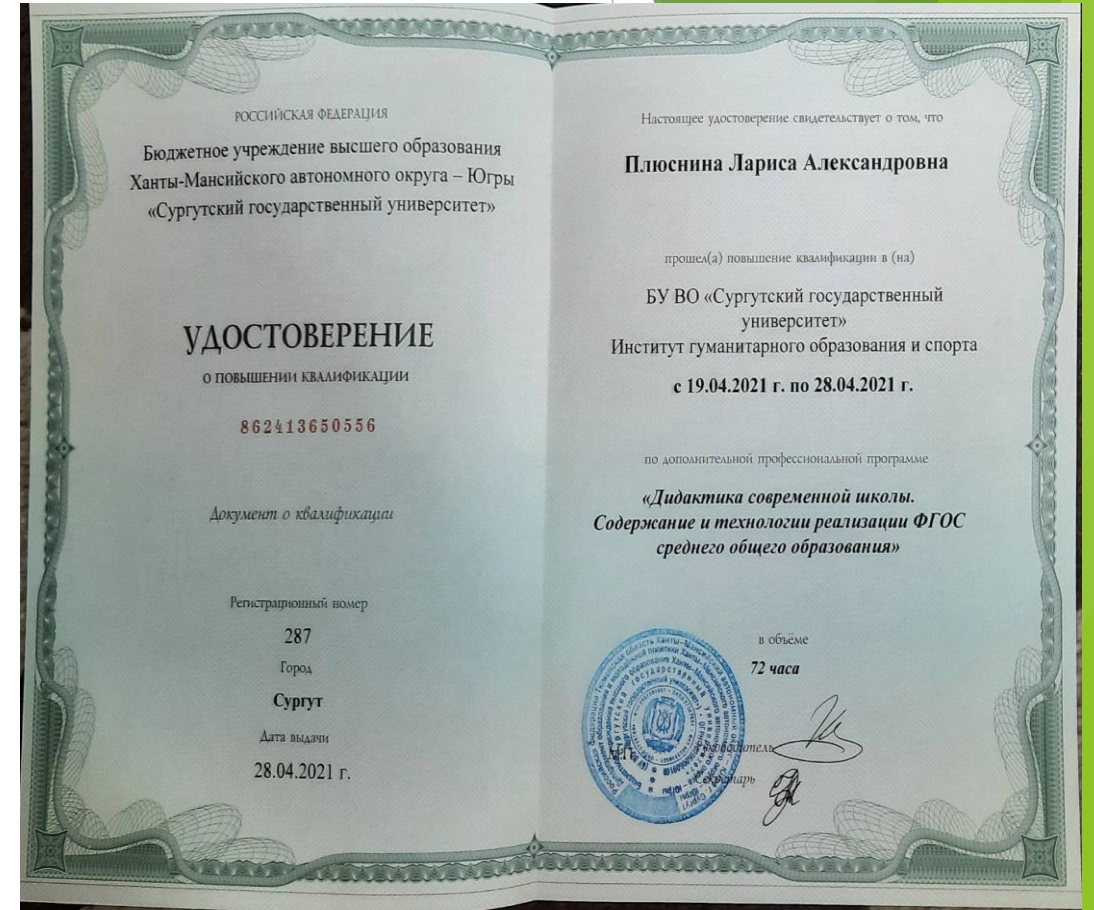 РОССИЙСКАЯ ФЕДЕРАЦИЯ
Бюджетное учреждение высшего образования
Ханты-Мансийского автономного округа – Югры
«Сургутский государственный университет»
УДОСТОВЕРЕНИЕ
О ПОВЫШЕНИИ КВАЛИФИКАЦИИ
862413650556
Документ о квалификации
Регистрационный номер
287
Город
Сургут
Дата выдачи
28.04.2021 г.
Настоящее удостоверение свидетельствует о том, что
Плюснина Лариса Александровна
прошел(а) повышение квалификации в (на)
БУ ВО «Сургутский государственный
университет»
Институт гуманитарного образования и спорта
с 19.04.2021 г. по 28.04.2021 г.
по дополнительной профессиональной программе
«Дидактика современной школы.
Содержание и технологии реализации ФГОС
среднего общего образования»
в объёме
72 часа
М.П.
Руководитель
Секретарь